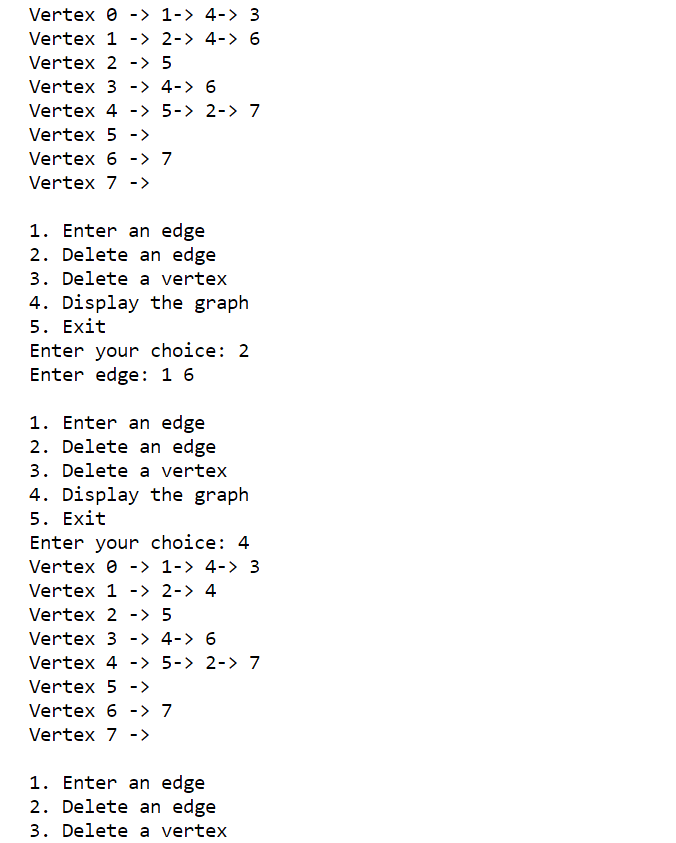 Vertex 0 -> 1-> 4-> 3
Vertex 1 -> 2-> 4-> 6
Vertex 2 -> 5
Vertex 3 -> 4-> 6
Vertex 4 -> 5-> 2-> 7
Vertex 5 ->
Vertex 6 -> 7
Vertex 7 ->
1. Enter an edge
2. Delete an edge
3. Delete a vertex
4. Display the graph
5. Exit
Enter your choice: 2
Enter edge: 1 6
1. Enter an edge
2. Delete an edge
3. Delete a vertex
4. Display the graph
5. Exit
Enter your choice: 4
Vertex 0 -> 1-> 4-> 3
Vertex 1 -> 2-> 4
Vertex 2 -> 5
Vertex 3 -> 4-> 6
Vertex 4 -> 5-> 2-> 7
Vertex 5 ->
Vertex 6 -> 7
Vertex 7 ->
1. Enter an edge
2. Delete an edge
3. Delete a vertex